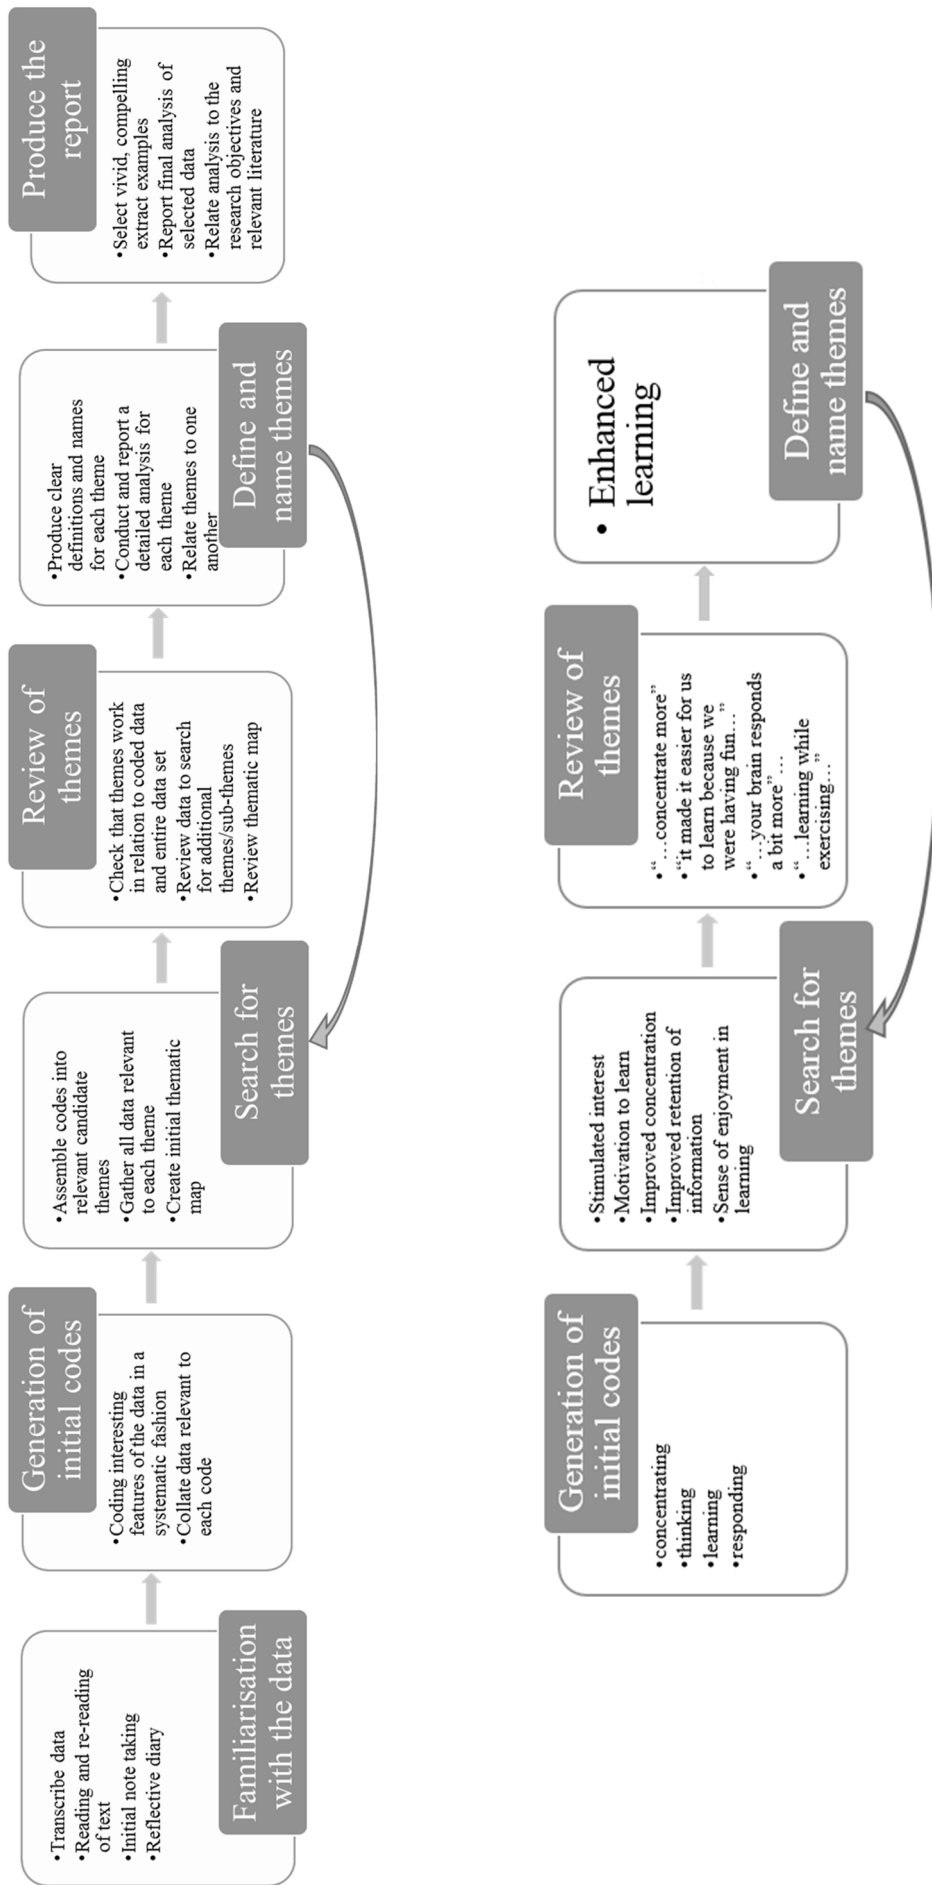 •Transcribe data
•Reading and re-reading
of text
•Initial note taking
•Reflective diary
Familiarisation
with the data
Generation of
initial codes
•Coding interesting
features of the data in a
systematic fashion
•Collate data relevant to
each code
•Assemble codes into
relevant candidate
themes
•Gather all data relevant
to each theme
•Create initial thematic
map
Search for
themes
Review of
themes
•Check that themes work
in relation to coded data
and entire data set
•Review data to search
for additional
themes/sub-themes
•Review thematic map
•Produce clear
definitions and names
for each theme
•Conduct and report a
detailed analysis for
each theme
•Relate themes to one
another
Define and
name themes
Produce the
report
•Select vivid, compelling
extract examples
•Report final analysis of
selected data
•Relate analysis to the
research objectives and
relevant literature
Generation of
initial codes
•concentrating
•thinking
•learning
•responding
•Stimulated interest
•Motivation to learn
•Improved concentration
•Improved retention of
information
•Sense of enjoyment in
learning
Search for
themes
Review of
themes
•“…concentrate more”
•“it made it easier for us
to learn because we
were having fun…”
•“…your brain responds
a bit more”…
•“…learning while
exercising…”
• Enhanced
learning
Define and
name themes